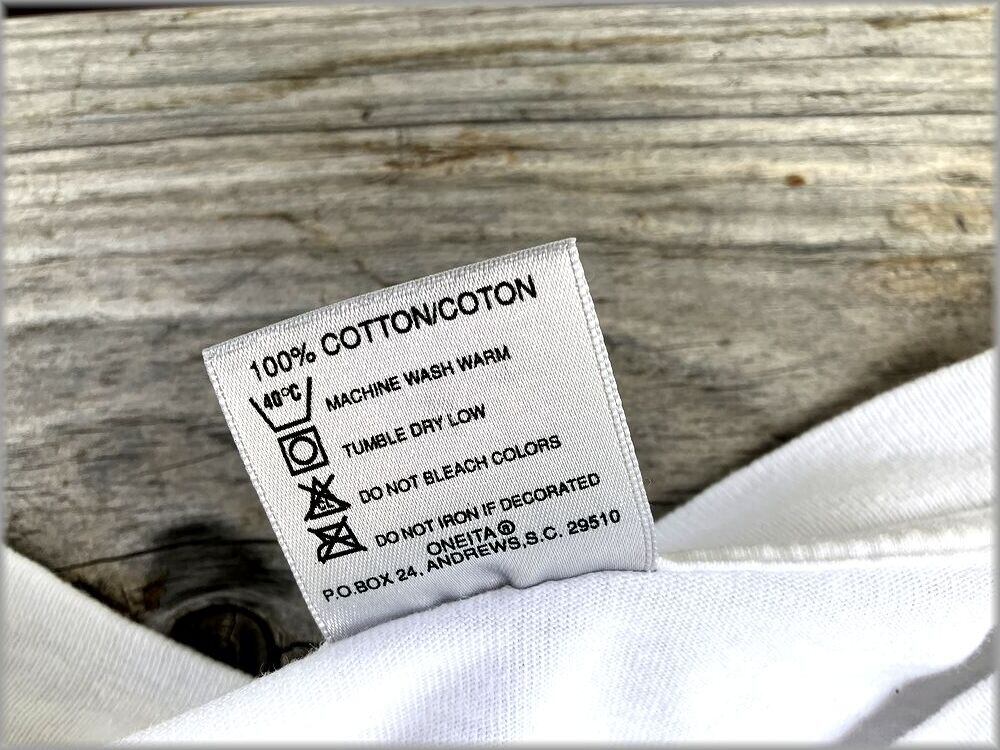 100% COTTON/COTON
40°C MACHINE WASH WARM
TUMBLE DRY LOW
CL DO NOT BLEACH COLORS
DO NOT IRON IF DECORATED
ONEITA®
P.O.BOX 24, ANDREWS,S.C. 29510